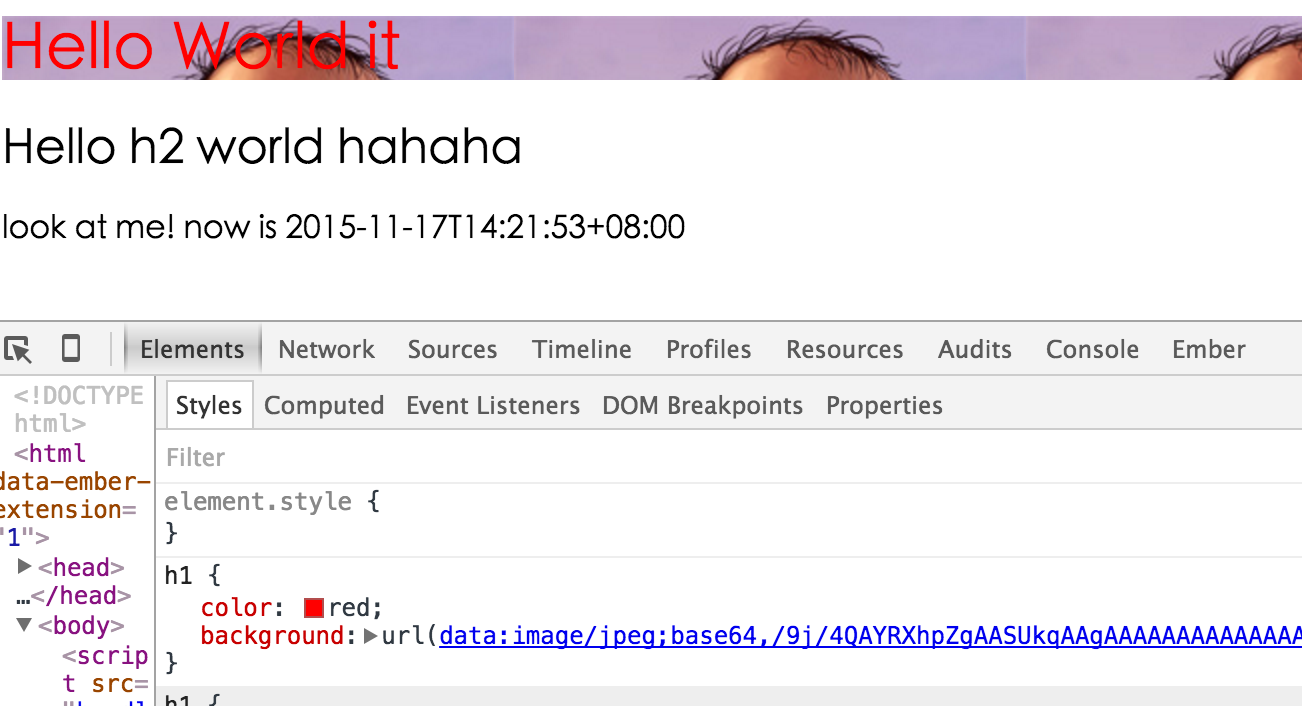 Hello World it
Hello h2 world hahaha
look at me! now is 2015-11-17T14:21:53+08:00
Elements Network Sources Timeline Profiles Resources Audits Console Ember
<!DOCTYPE
html>
<html
data-ember-
extension=
"1">
▶<head>
…</head>
▼<body>
<scrip
t src=
Styles Computed Event Listeners DOM Breakpoints Properties
Filter
element.style {
}
h1 {
color: red;
background:▶url(data:image/jpeg;base64,/9j/4QAYRXhpZgAASUkqAAgAAAAAAAAAAAAAAA
}
h1 {